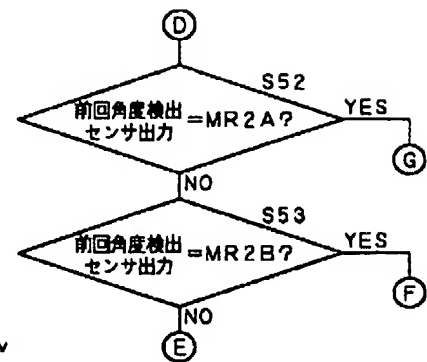 D
S52
前回角度検出
センサ出力 =MR2A?
YES
G
NO
S53
前回角度検出
センサ出力 =MR2B?
YES
F
NO
E